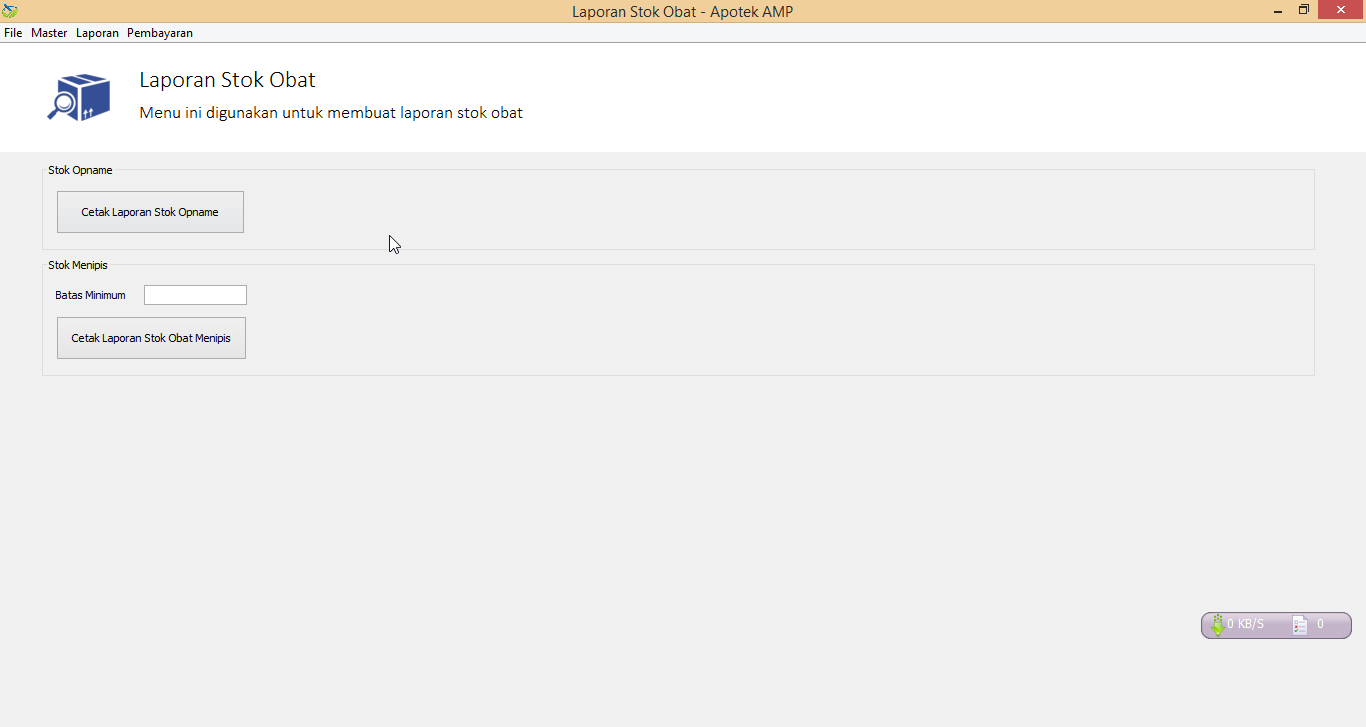 Laporan Stok Obat - Apotek AMP
File Master Laporan Pembayaran
Laporan Stok Obat
Menu ini digunakan untuk membuat laporan stok obat
Stok Opname
Cetak Laporan Stok Opname
Stok Menipis
Batas Minimum
Cetak Laporan Stok Obat Menipis
0 KB/S 0